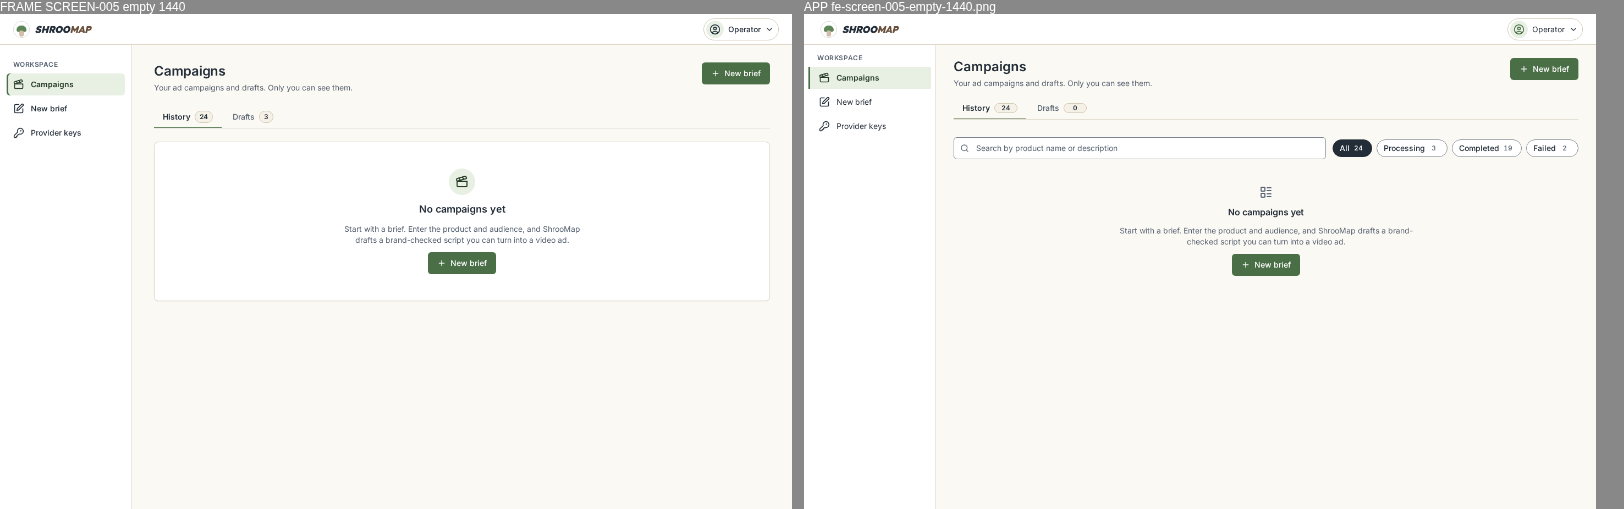 FRAME SCREEN-005 empty 1440
SHROOMAP
Operator
WORKSPACE
Campaigns
New brief
Provider keys
Campaigns
Your ad campaigns and drafts. Only you can see them.
New brief
History 24 Drafts 3
No campaigns yet
Start with a brief. Enter the product and audience, and ShrooMap
drafts a brand-checked script you can turn into a video ad.
New brief
APP fe-screen-005-empty-1440.png
SHROOMAP
Operator
WORKSPACE
Campaigns
New brief
Provider keys
Campaigns
Your ad campaigns and drafts. Only you can see them.
New brief
History 24 Drafts 0
Search by product name or description
All 24 Processing 3 Completed 19 Failed 2
No campaigns yet
Start with a brief. Enter the product and audience, and ShrooMap drafts a brand-
checked script you can turn into a video ad.
New brief